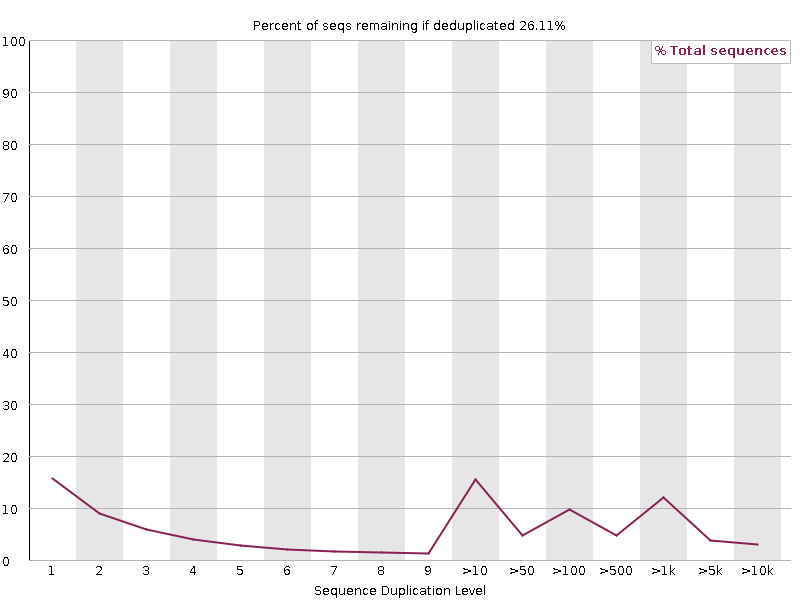 Percent of seqs remaining if deduplicated 26.11%
% Total sequences
100
90
80
70
60
50
40
30
20
10
0
1 2 3 4 5 6 7 8 9 >10 >50 >100 >500 >1k >5k >10k
Sequence Duplication Level